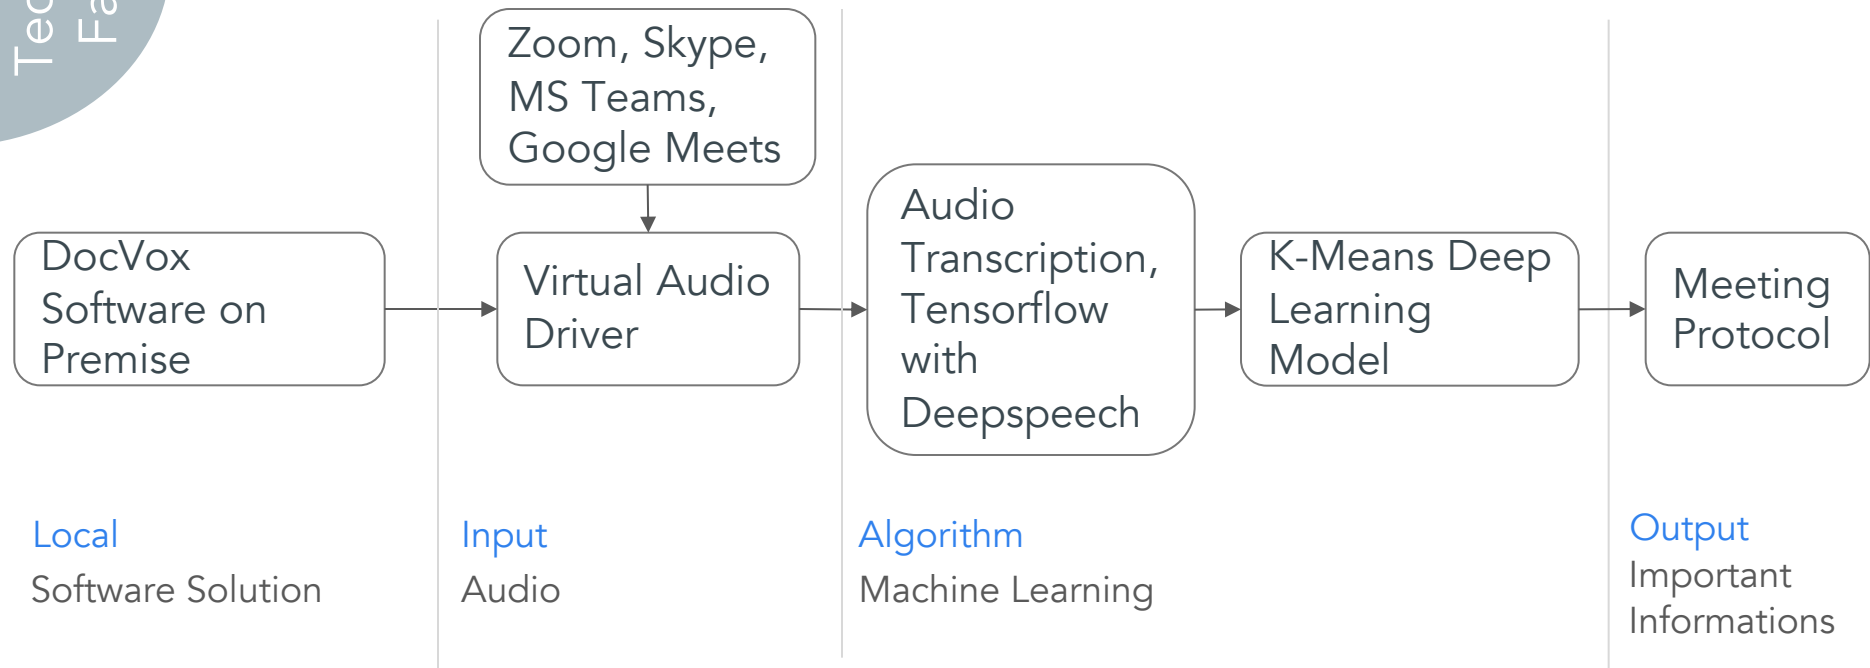 Zoom, Skype,
MS Teams,
Google Meets
DocVox
Software on
Premise
Virtual Audio
Driver
Audio
Transcription,
Tensorflow
with
Deepspeech
K-Means Deep
Learning
Model
Meeting
Protocol
Local
Software Solution
Input
Audio
Algorithm
Machine Learning
Output
Important
Informations